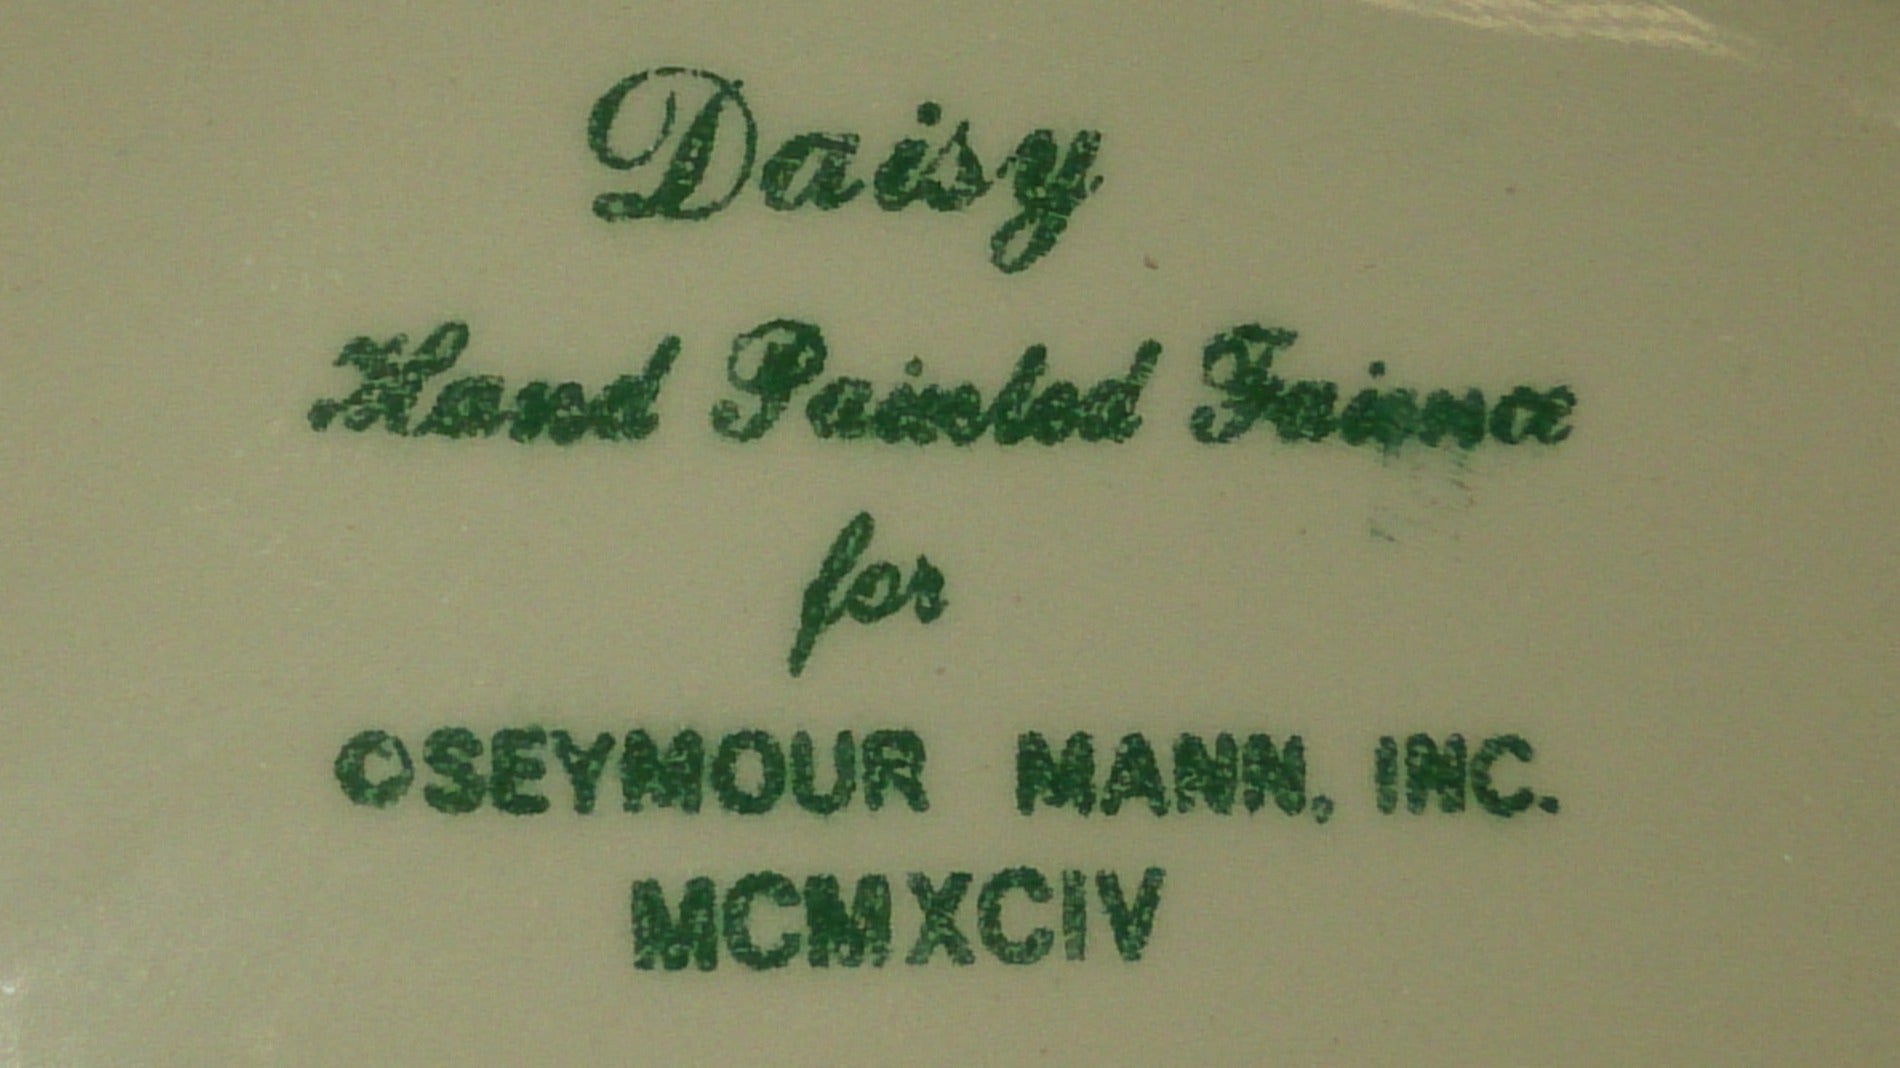 Daisy
Hand Painted Faience
for
©SEYMOUR MANN, INC.
MCMXCIV